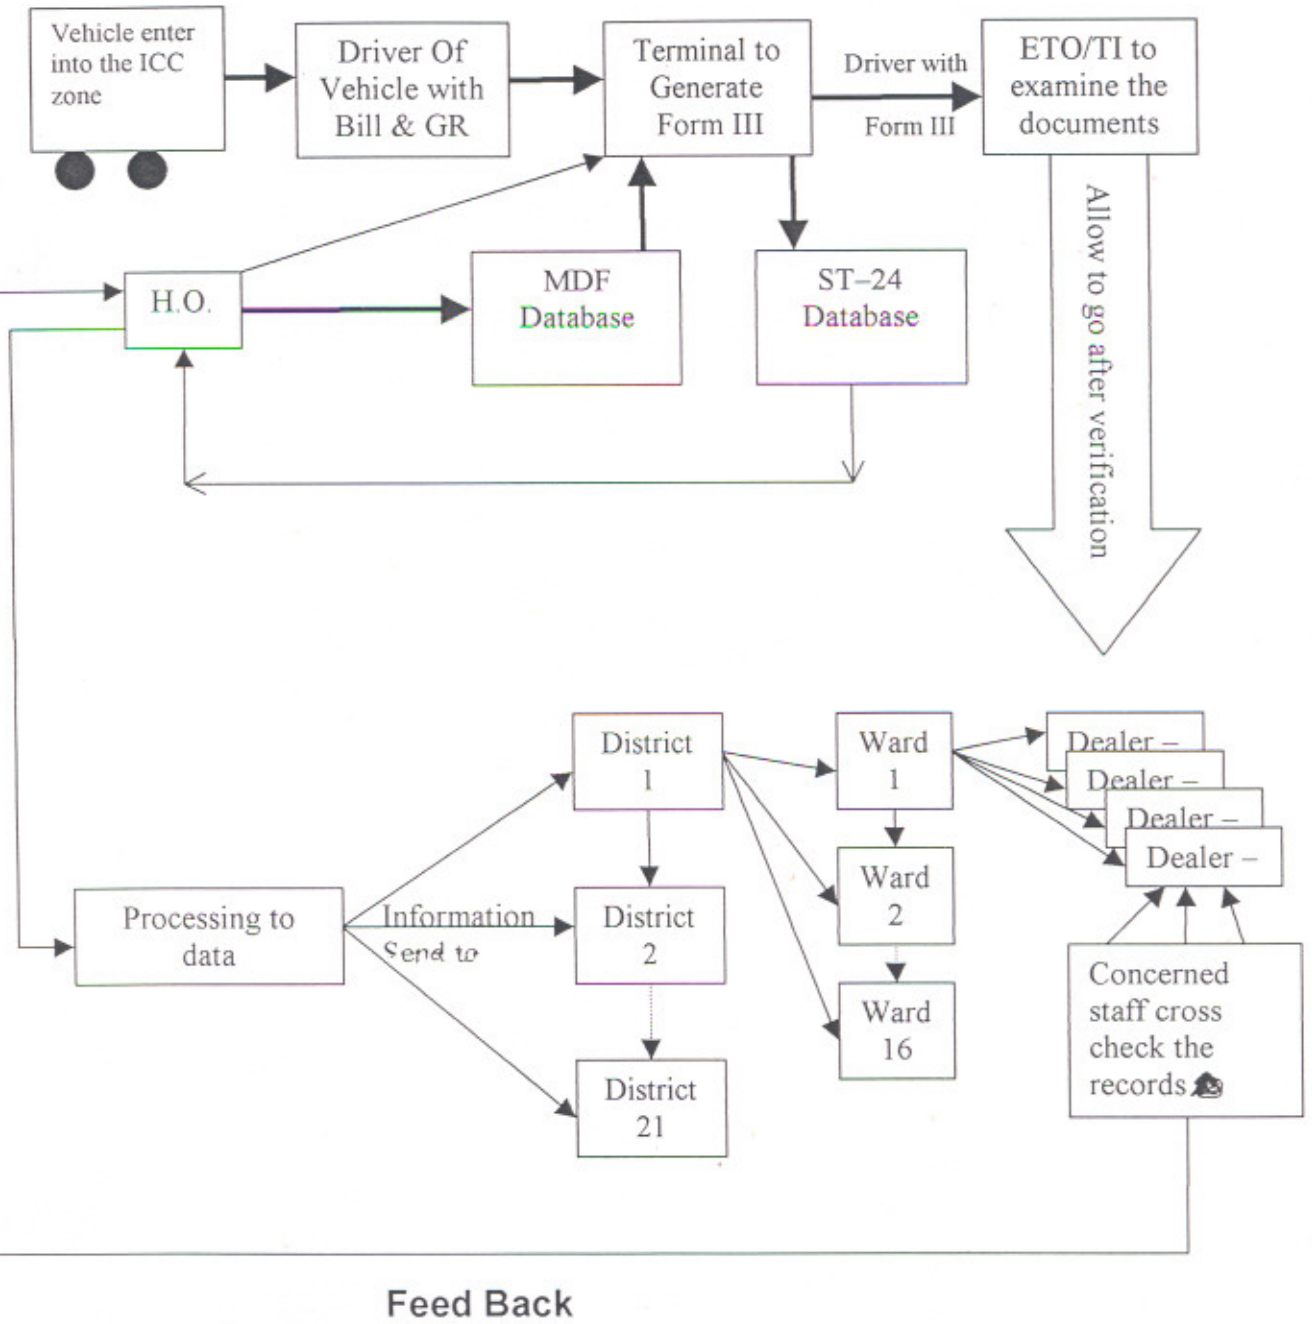 Vehicle enter
into the ICC
zone
Driver Of
Vehicle with
Bill & GR
Terminal to
Generate
Form III
Driver with
Form III
ETO/TI to
examine the
documents
Allow to go after verification
H.O.
MDF
Database
ST–24
Database
District
1
Ward
1
Dealer –
Dealer –
Dealer –
Dealer –
Ward
2
Processing to
data
Information
Send to
District
2
Ward
16
Concerned
staff cross
check the
records
District
21
Feed Back